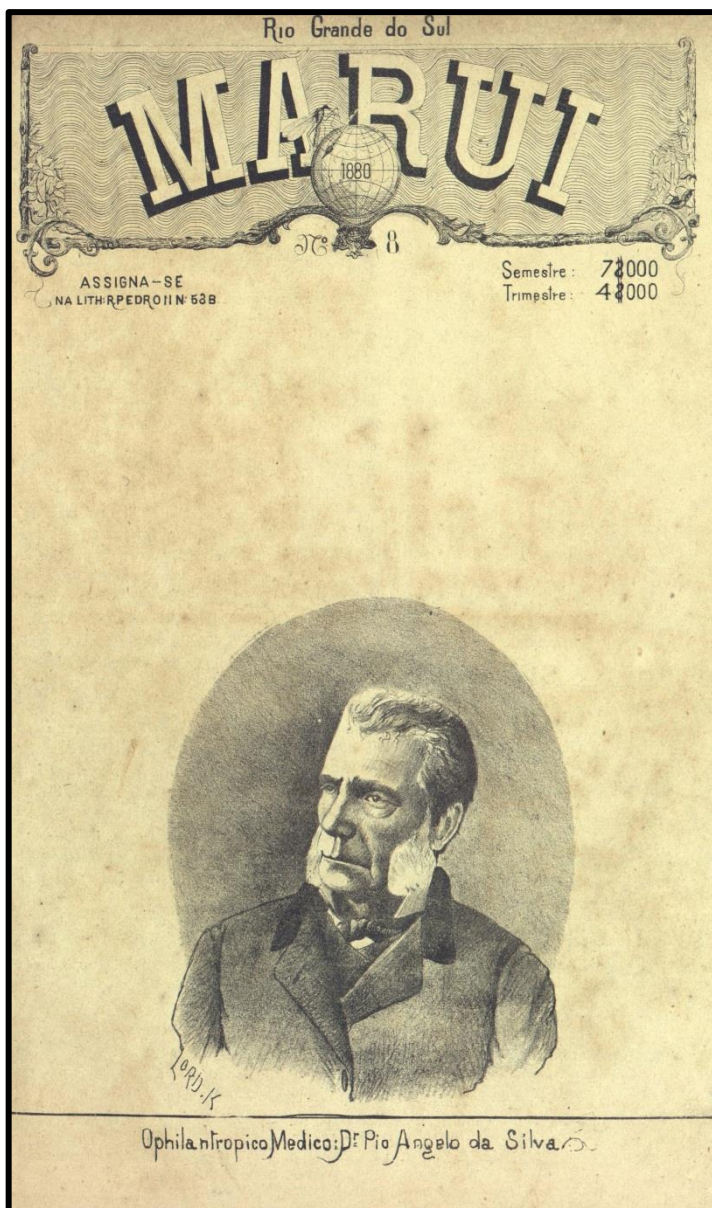 Rio Grande do Sul
MARUI
1880
Nº 8
ASSIGNA-SE
NA LITH: R PEDRO II N: 53B
Semestre: 7$000
Trimestre: 4$000
LORD-K
O philantropico Medico: Dr Pio Angelo da Silva